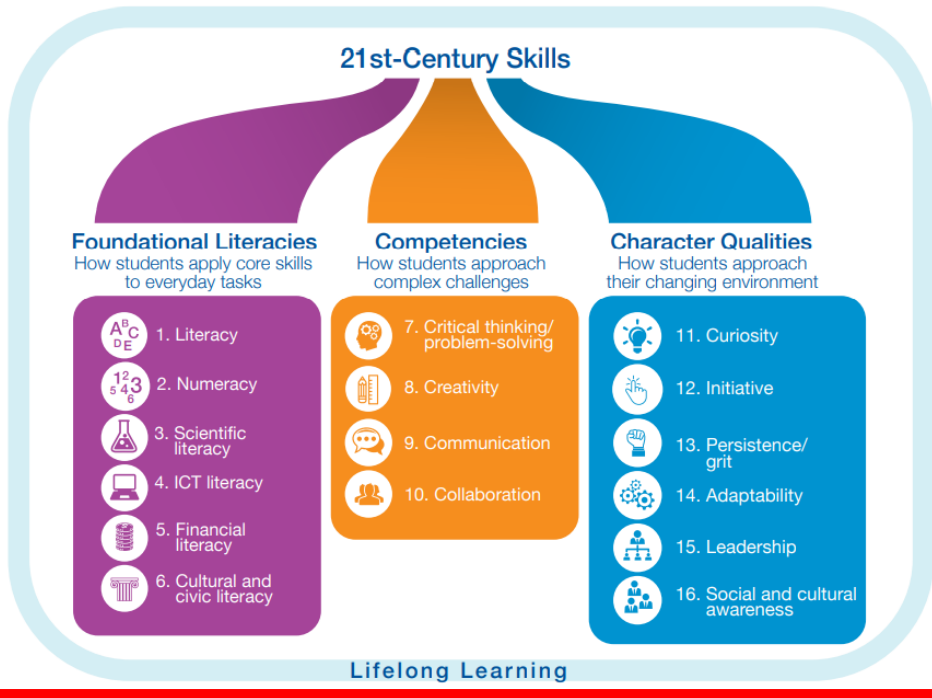 21st-Century Skills
Foundational Literacies
How students apply core skills
to everyday tasks
ABCDE
1. Literacy
123456
2. Numeracy
3. Scientific
literacy
4. ICT literacy
5. Financial
literacy
6. Cultural and
civic literacy
Competencies
How students approach
complex challenges
7. Critical thinking/
problem-solving
8. Creativity
9. Communication
10. Collaboration
Character Qualities
How students approach
their changing environment
11. Curiosity
12. Initiative
13. Persistence/
grit
14. Adaptability
15. Leadership
16. Social and cultural
awareness
Lifelong Learning